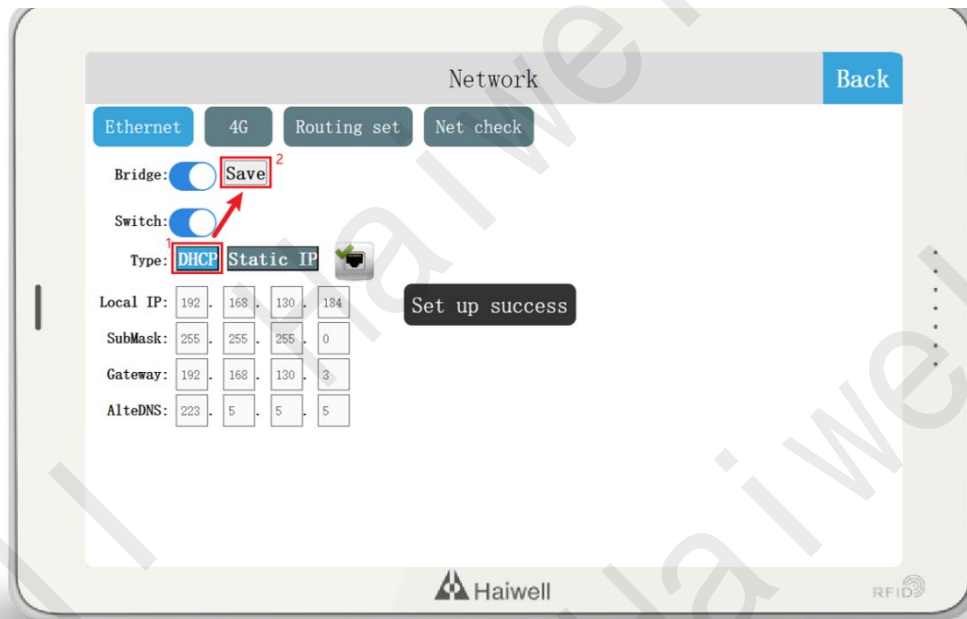 Network
Back
Ethernet 4G Routing set Net check
Bridge: Save 2
Switch:
1
Type: DHCP Static IP
Local IP: 192 . 168 . 130 . 184
Set up success
SubMask: 255 . 255 . 255 . 0
Gateway: 192 . 168 . 130 . 3
AlteDNS: 223 . 5 . 5 . 5
Haiwell
RFID
Haiwell
Haiwe